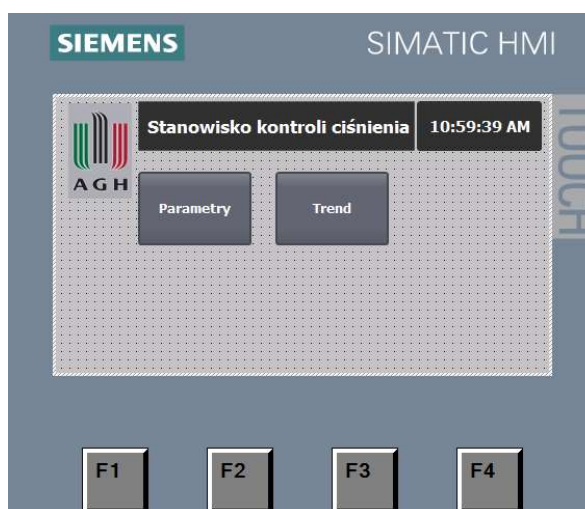 SIEMENS
SIMATIC HMI
TOUCH
Stanowisko kontroli ciśnienia
10:59:39 AM
AGH
Parametry
Trend
F1
F2
F3
F4